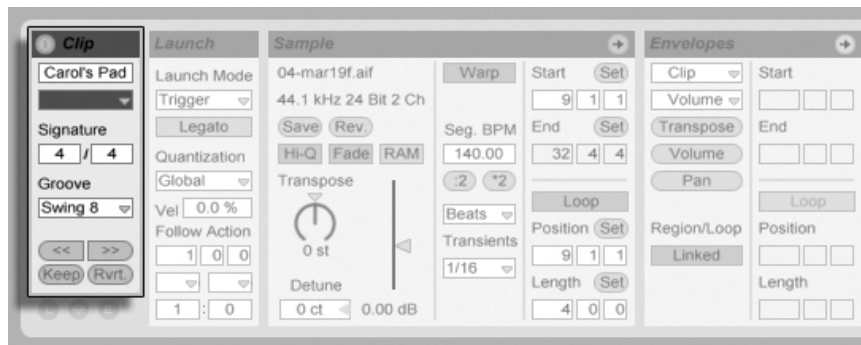 Clip
Carol's Pad
Signature
4 / 4
Groove
Swing 8
<< >>
Keep Rvrt.
Launch
Launch Mode
Trigger
Legato
Quantization
Global
Vel 0.0 %
Follow Action
1 0 0
1 : 0
Sample
04-mar19f.aif
44.1 kHz 24 Bit 2 Ch
Save Rev.
Hi-Q Fade RAM
Transpose
0 st
Detune
0 ct 0.00 dB
Warp
Seg. BPM
140.00
:2 *2
Beats
Transients
1/16
Start Set
9 1 1
End Set
32 4 4
Loop
Position Set
9 1 1
Length Set
4 0 0
Envelopes
Clip
Volume
Transpose
Volume
Pan
Region/Loop
Linked
Start
End
Loop
Position
Length